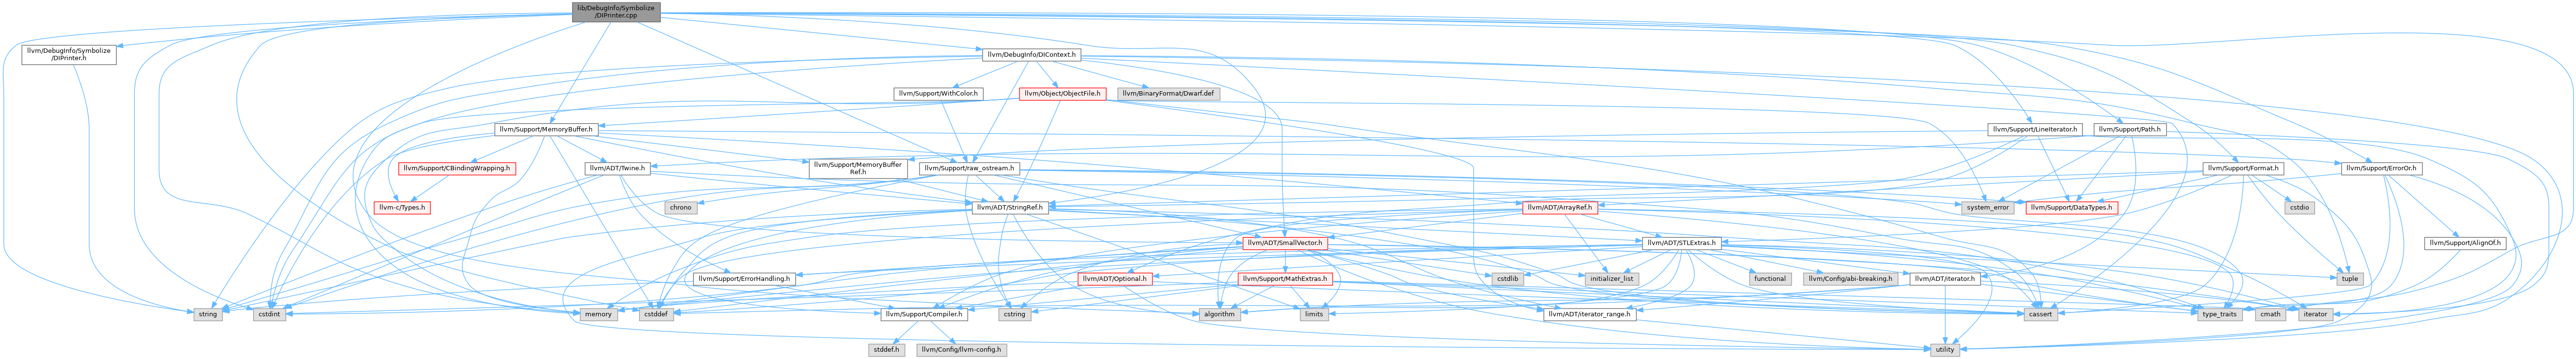 lib/DebugInfo/Symbolize
/DIPrinter.cpp
llvm/DebugInfo/Symbolize
/DIPrinter.h
llvm/DebugInfo/DIContext.h
llvm/Support/WithColor.h
llvm/Object/ObjectFile.h
llvm/BinaryFormat/Dwarf.def
llvm/Support/MemoryBuffer.h
llvm/Support/LineIterator.h
llvm/Support/Path.h
llvm/Support/CBindingWrapping.h
llvm/ADT/Twine.h
llvm/Support/MemoryBuffer
Ref.h
llvm/Support/raw_ostream.h
llvm/Support/Format.h
llvm/Support/ErrorOr.h
llvm-c/Types.h
chrono
llvm/ADT/StringRef.h
llvm/ADT/ArrayRef.h
system_error
llvm/Support/DataTypes.h
cstdio
llvm/ADT/SmallVector.h
llvm/ADT/STLExtras.h
llvm/Support/AlignOf.h
llvm/Support/ErrorHandling.h
llvm/ADT/Optional.h
llvm/Support/MathExtras.h
cstdlib
initializer_list
functional
llvm/Config/abi-breaking.h
llvm/ADT/iterator.h
tuple
string
cstdint
memory
cstddef
llvm/Support/Compiler.h
cstring
algorithm
limits
llvm/ADT/iterator_range.h
cassert
type_traits
cmath
iterator
stddef.h
llvm/Config/llvm-config.h
utility